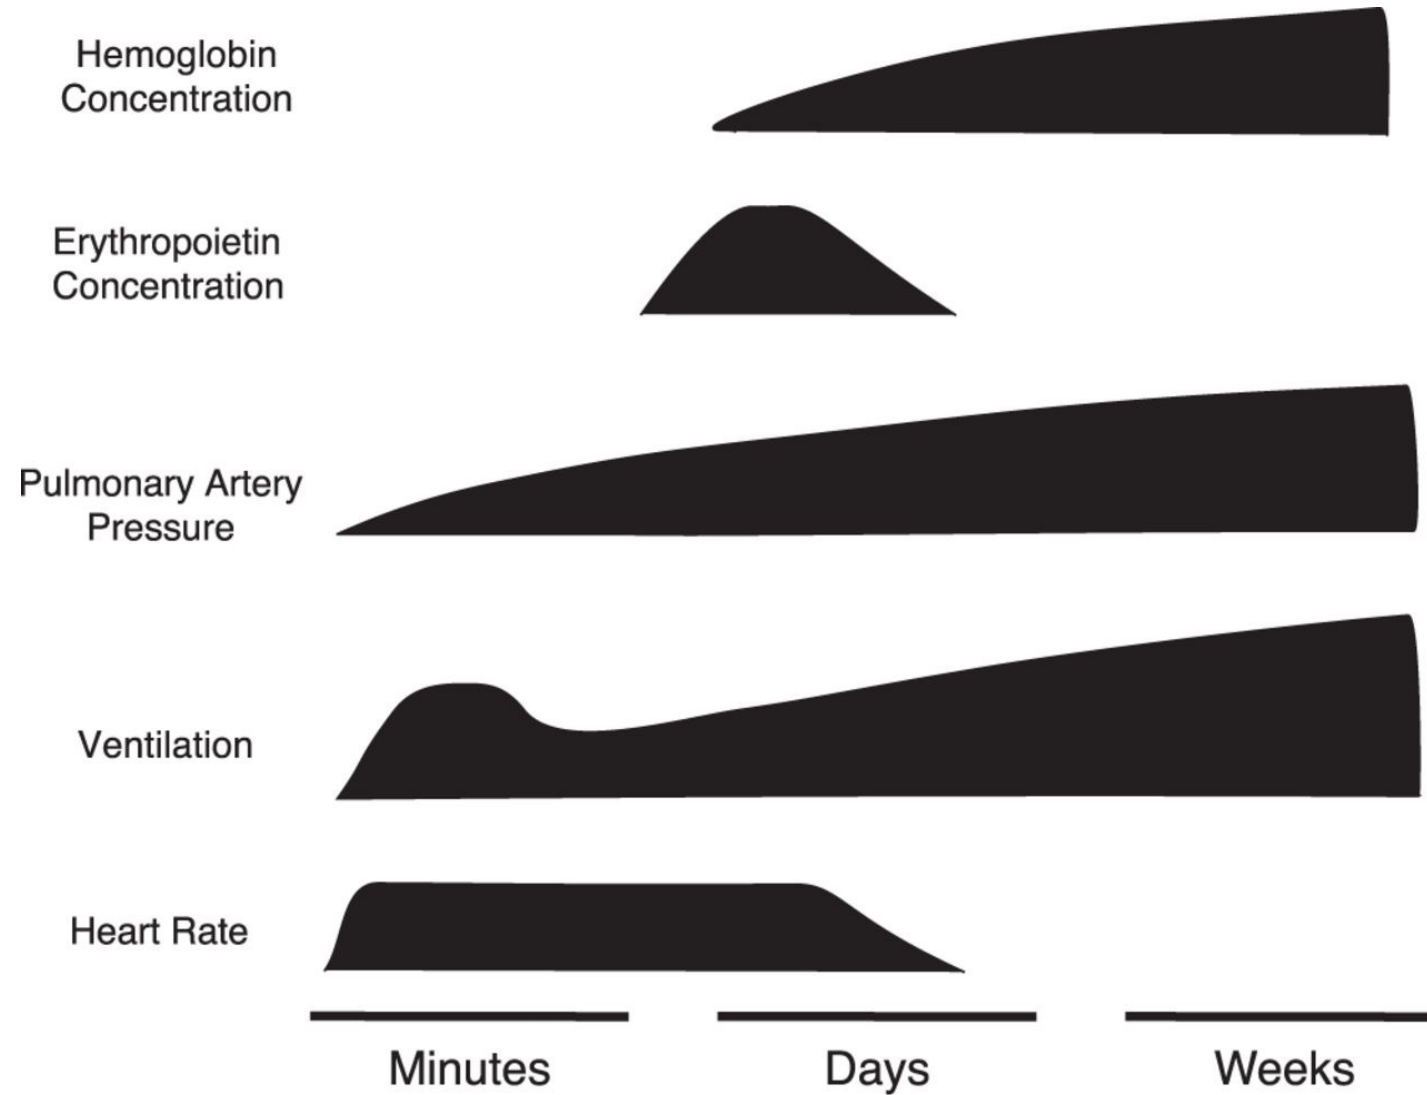 Hemoglobin
Concentration
Erythropoietin
Concentration
Pulmonary Artery
Pressure
Ventilation
Heart Rate
Minutes
Days
Weeks